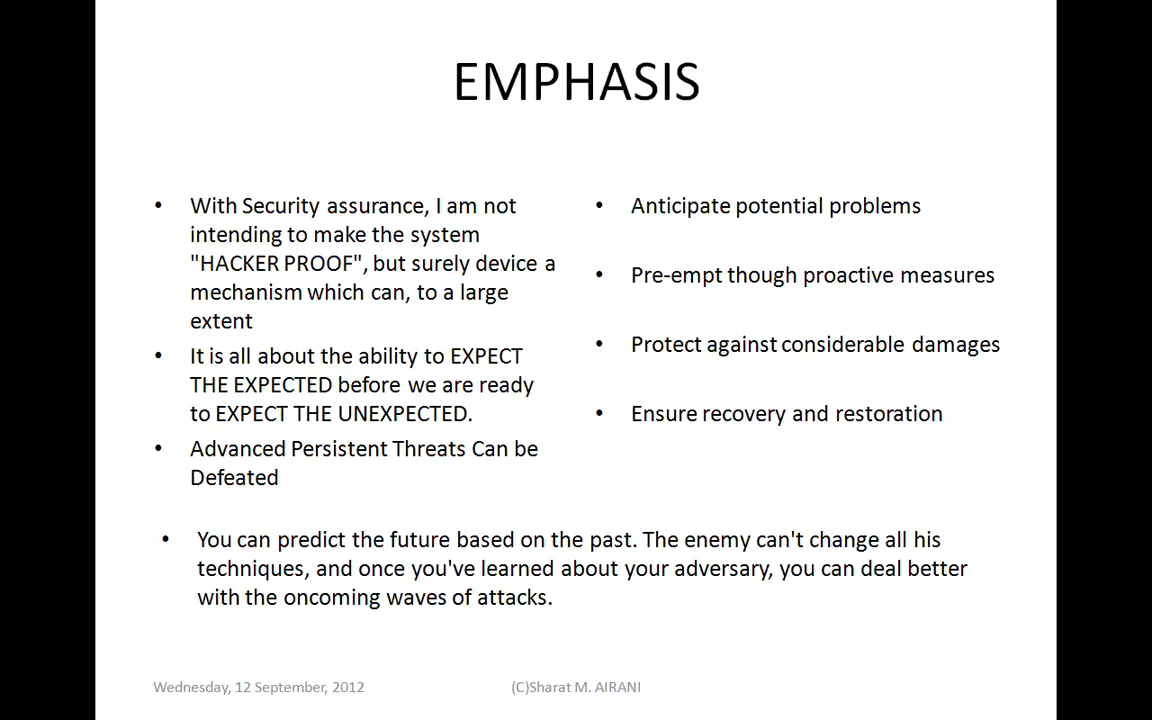 EMPHASIS
• With Security assurance, I am not
intending to make the system
"HACKER PROOF", but surely device a
mechanism which can, to a large
extent
• It is all about the ability to EXPECT
THE EXPECTED before we are ready
to EXPECT THE UNEXPECTED.
• Advanced Persistent Threats Can be
Defeated
• Anticipate potential problems
• Pre-empt though proactive measures
• Protect against considerable damages
• Ensure recovery and restoration
• You can predict the future based on the past. The enemy can't change all his
techniques, and once you've learned about your adversary, you can deal better
with the oncoming waves of attacks.
Wednesday, 12 September, 2012
(C)Sharat M. AIRANI